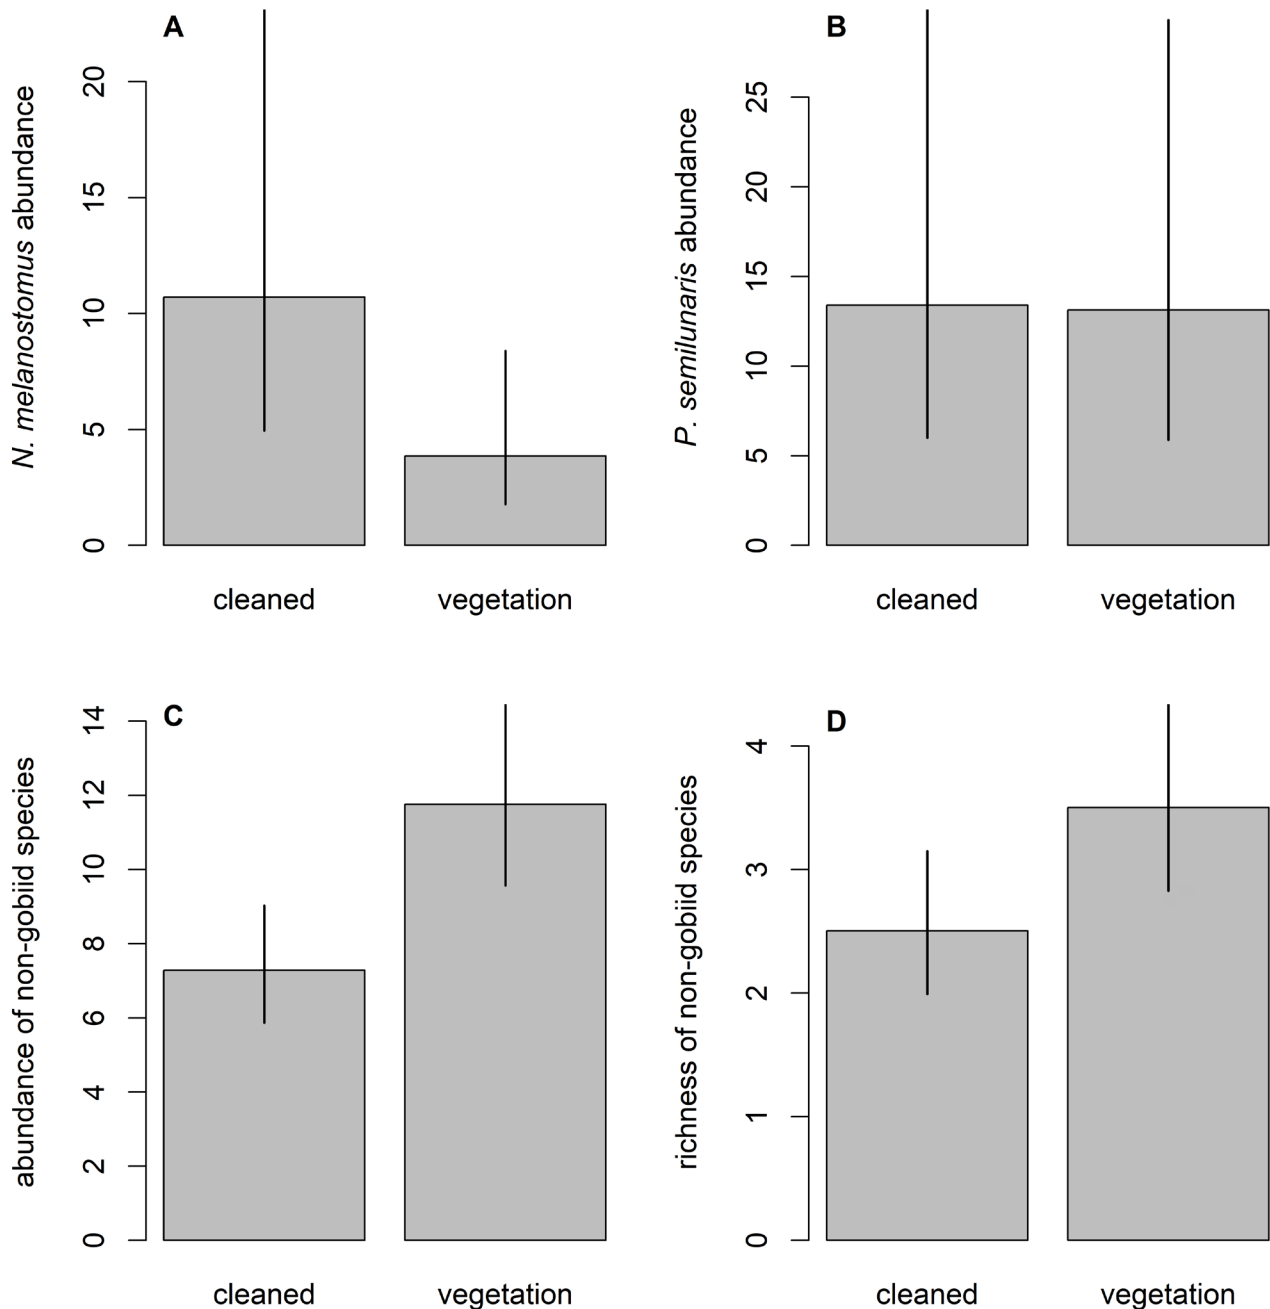 A
N. melanostomus abundance
20
15
10
5
0
cleaned
vegetation
B
P. semilunaris abundance
25
20
15
10
5
0
cleaned
vegetation
C
abundance of non-gobiid species
14
12
10
8
6
4
2
0
cleaned
vegetation
D
richness of non-gobiid species
4
3
2
1
0
cleaned
vegetation